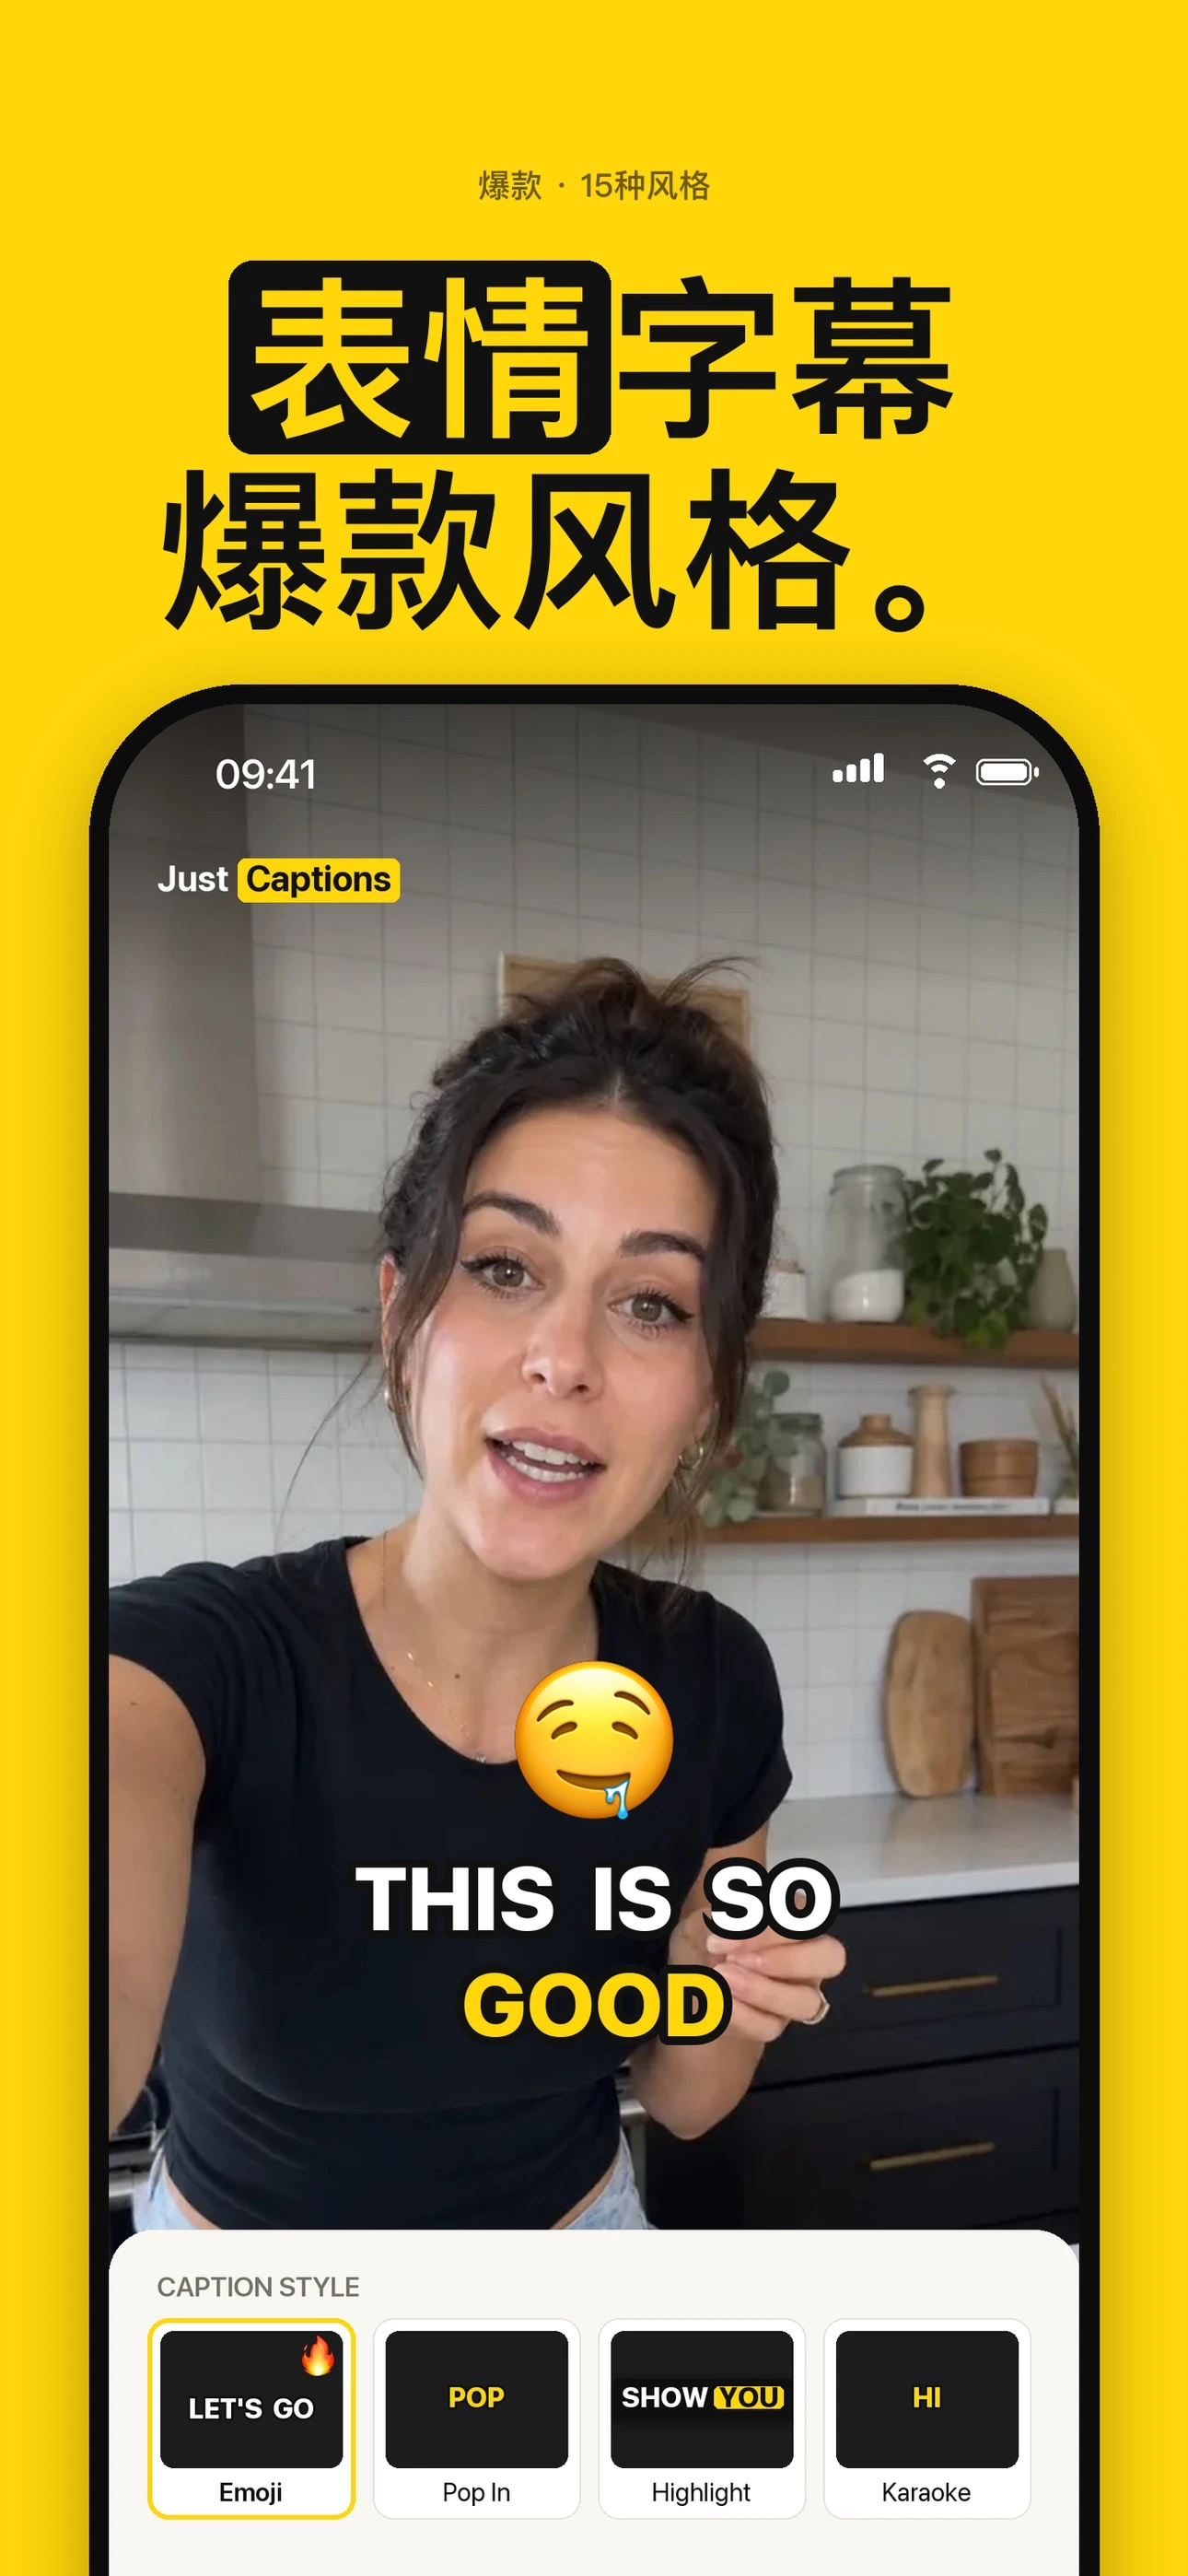 爆款 · 15种风格
表情字幕
爆款风格。
09:41
Just Captions
THIS IS SO
GOOD
CAPTION STYLE
LET'S GO
POP
SHOW YOU
HI
Emoji
Pop In
Highlight
Karaoke